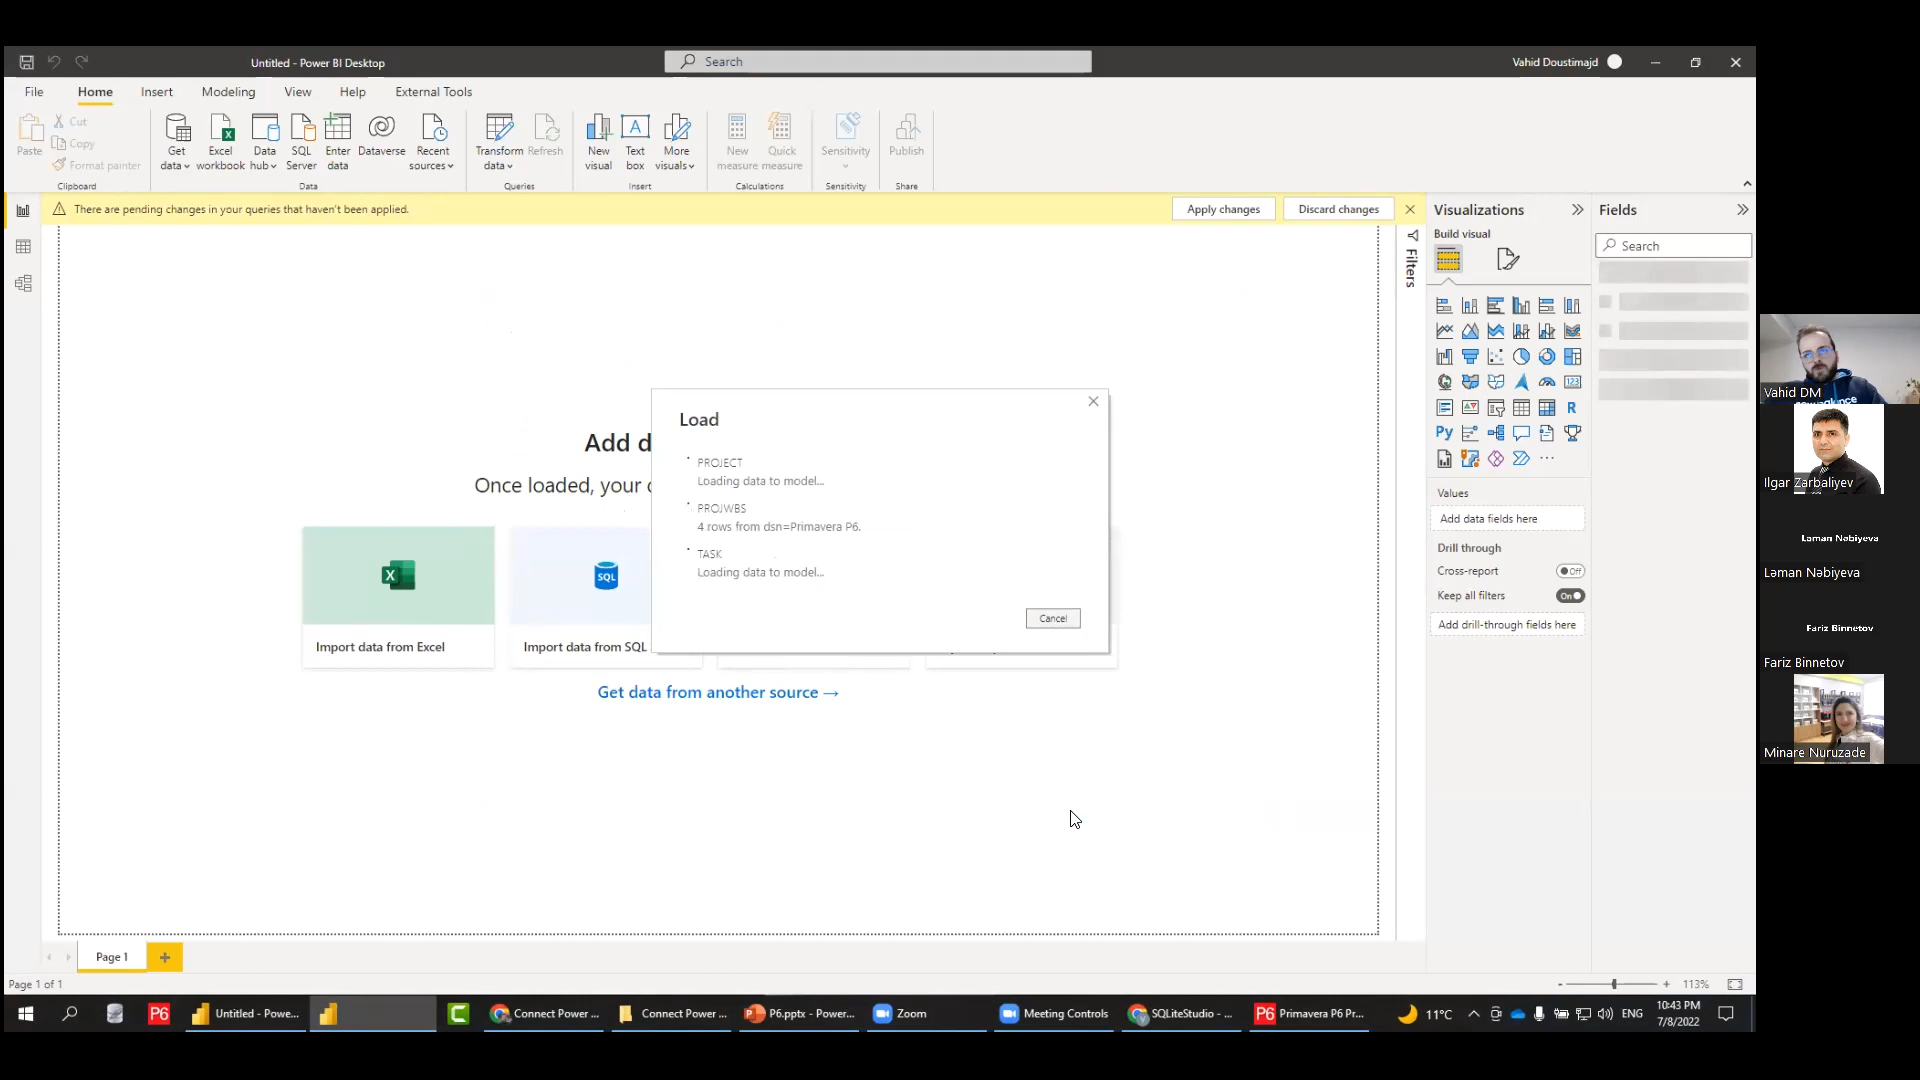 Untitled - Power BI Desktop
Search
Vahid Doustimajd
File
Home
Insert
Modeling
View
Help
External Tools
Paste
Cut
Copy
Format painter
Clipboard
Get data
Excel workbook
Data hub
SQL Server
Enter data
Dataverse
Recent sources
Data
Transform data
Refresh
Queries
New visual
A
Text box
More visuals
Insert
New measure
Quick measure
Calculations
Sensitivity
Sensitivity
Publish
Share
There are pending changes in your queries that haven't been applied.
Apply changes
Discard changes
Filters
Visualizations
Build visual
123
R
Py
Values
Add data fields here
Drill through
Cross-report
Off
Keep all filters
On
Add drill-through fields here
Fields
Search
Add d
Once loaded, your
Import data from Excel
SQL
Import data from SQL
Get data from another source →
Load
PROJECT
Loading data to model...
PROJWBS
4 rows from dsn=Primavera P6.
TASK
Loading data to model...
Cancel
Page 1
Page 1 of 1
- + 113%
P6
Untitled - Powe...
Connect Power ...
Connect Power ...
P6.pptx - Power...
Zoom
Meeting Controls
SQLiteStudio - ...
P6 Primavera P6 Pr...
11°C
ENG
10:43 PM
7/8/2022
Vahid DM
Ilgar Zarbaliyev
Ləman Nəbiyeva
Ləman Nəbiyeva
Fariz Binnetov
Fariz Binnetov
Minare Nuruzade